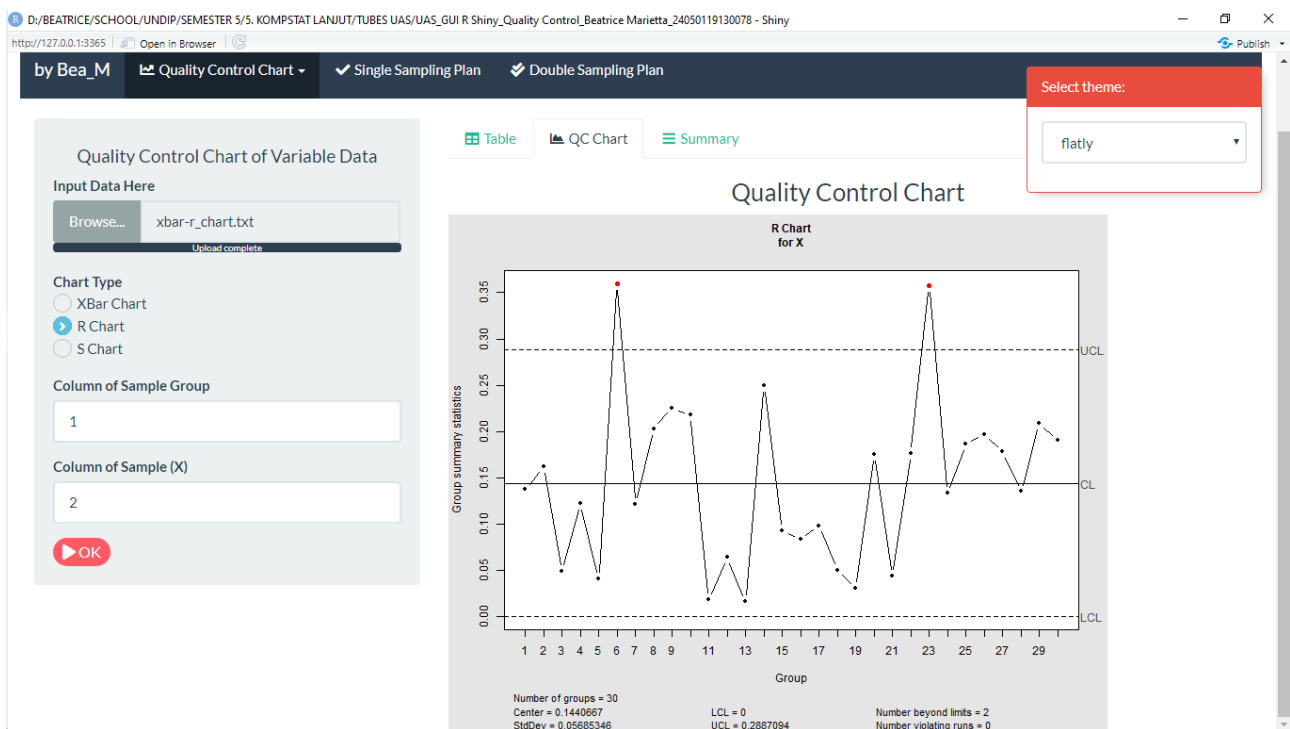 D:/BEATRICE/SCHOOL/UNDIP/SEMESTER 5/5. KOMPSTAT LANJUT/TUBES UAS/UAS_GUI R Shiny_Quality Control_Beatrice Marietta_24050119130078 - Shiny
http://127.0.0.1:3365 Open in Browser Publish
by Bea_M Quality Control Chart Single Sampling Plan Double Sampling Plan
Select theme:
flatly
Quality Control Chart of Variable Data
Input Data Here
Browse... xbar-r_chart.txt
Upload complete
Chart Type
XBar Chart
R Chart
S Chart
Column of Sample Group
1
Column of Sample (X)
2
OK
Table QC Chart Summary
Quality Control Chart
R Chart
for X
Group summary statistics
0.35
0.30
0.25
0.20
0.15
0.10
0.05
0.00
UCL
CL
LCL
1 2 3 4 5 6 7 8 9 11 13 15 17 19 21 23 25 27 29
Group
Number of groups = 30
Center = 0.1440667 LCL = 0 Number beyond limits = 2
StdDev = 0.05685346 UCL = 0.2887094 Number violating runs = 0